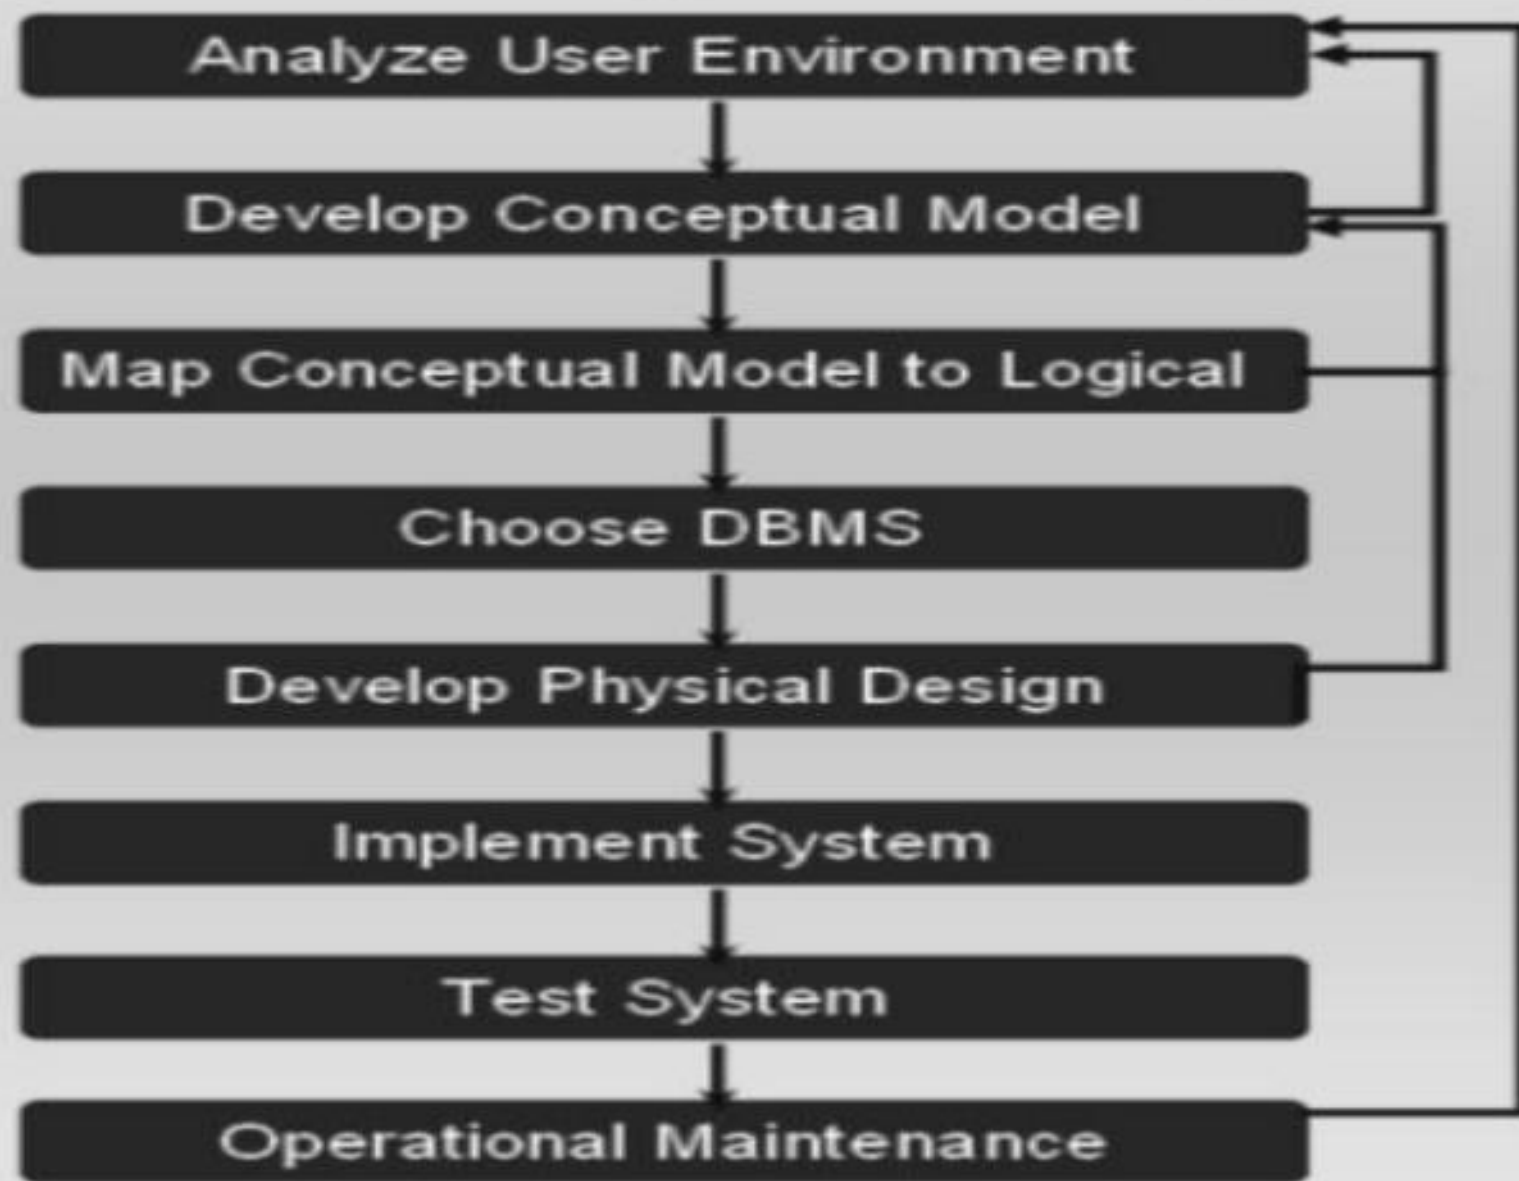 Analyze User Environment
Develop Conceptual Model
Map Conceptual Model to Logical
Choose DBMS
Develop Physical Design
Implement System
Test System
Operational Maintenance